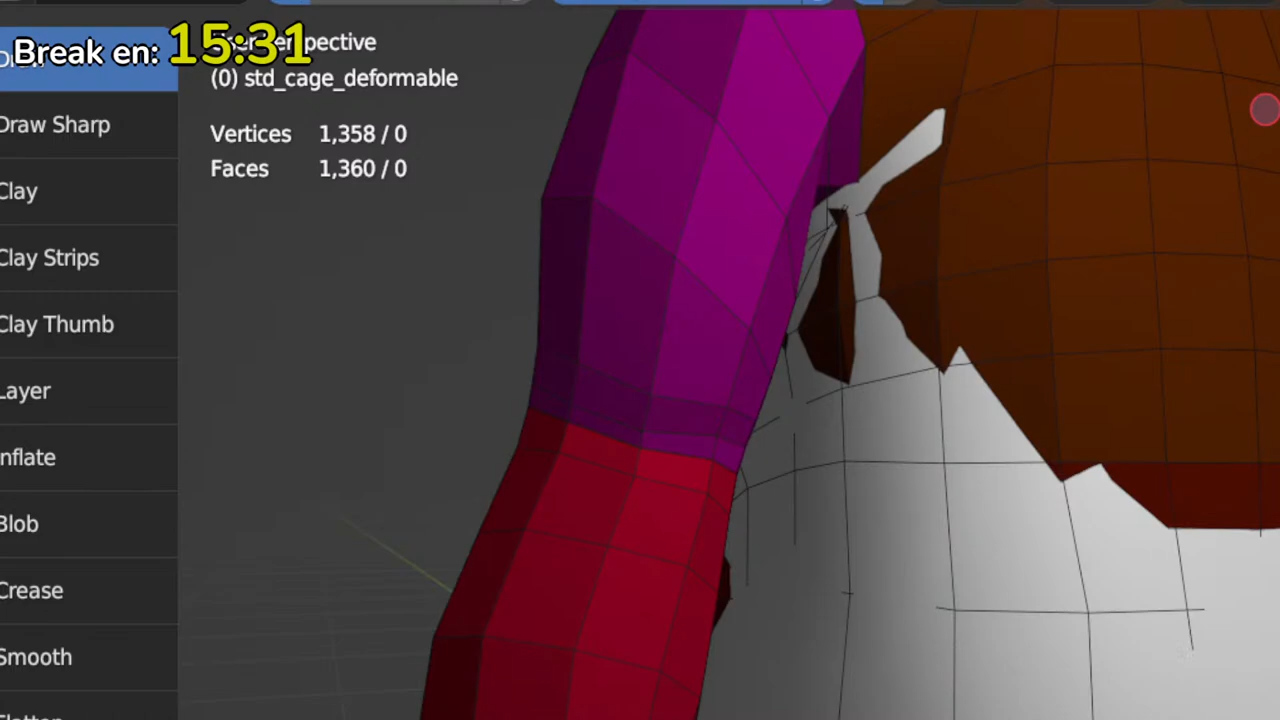 Break en: 15:31
perspective
(0) std_cage_deformable
Vertices 1,358 / 0
Faces 1,360 / 0
Draw Sharp
Clay
Clay Strips
Clay Thumb
Layer
nflate
Blob
Crease
Smooth